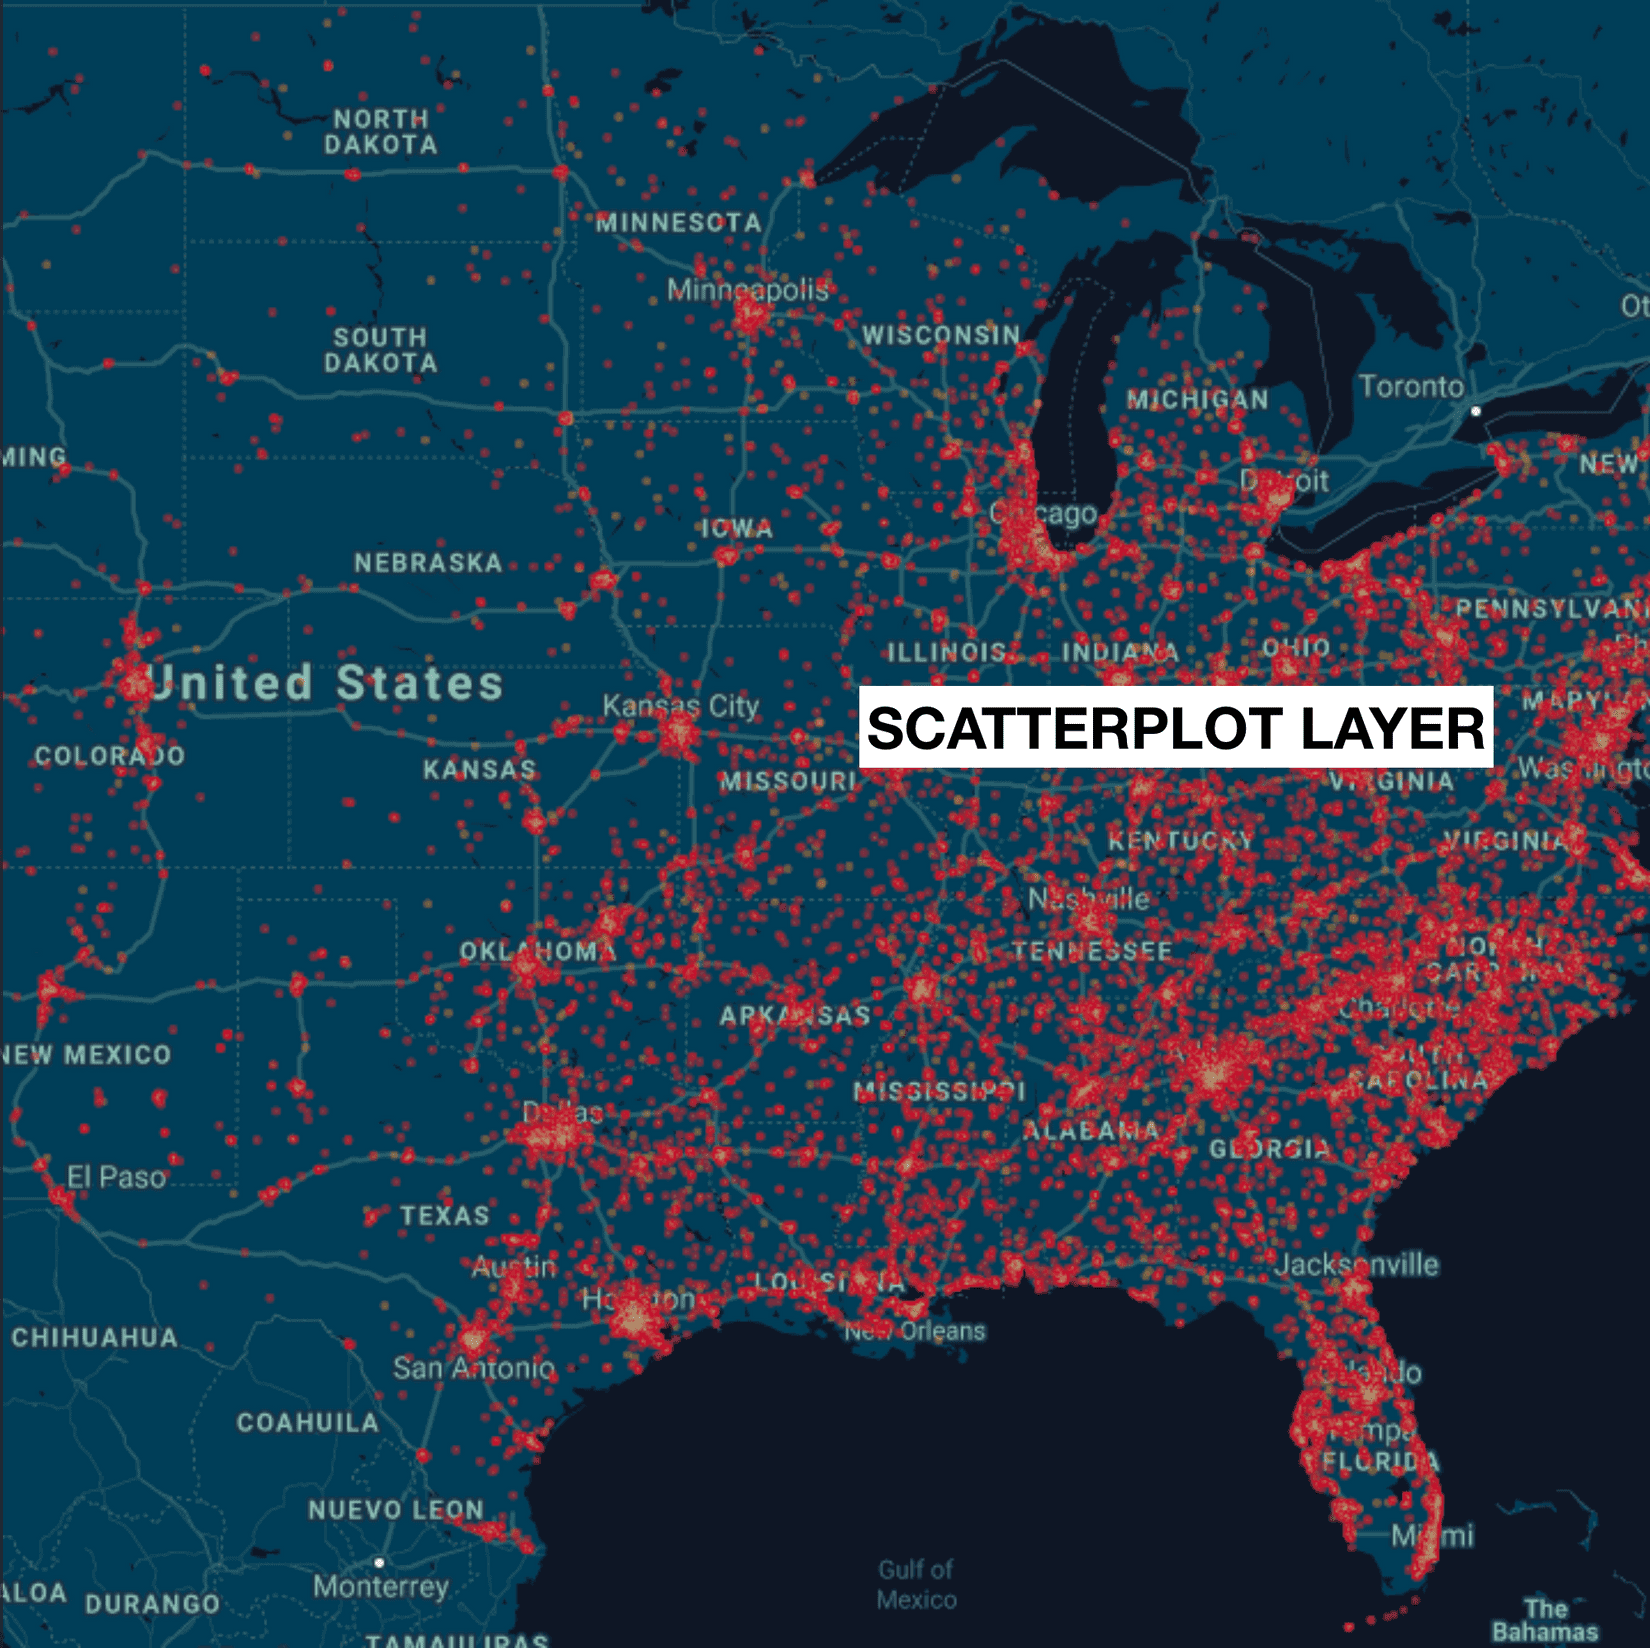 NORTH
DAKOTA
MINNESOTA
Minneapolis
WISCONSIN
SOUTH
DAKOTA
MICHIGAN
Toronto
Ot
MING
NEW
Detroit
Chicago
IOWA
NEBRASKA
PENNSYLVANI
ILLINOIS
INDIANA
OHIO
Ph
United States
Kansas City
MARYLA
SCATTERPLOT LAYER
COLORADO
KANSAS
MISSOURI
VIRGINIA
Washingto
KENTUCKY
VIRGINIA
Nashville
OKLAHOMA
TENNESSEE
NORTH
CAROLINA
ARKANSAS
Charlotte
NEW MEXICO
SOUTH
CAROLINA
MISSISSIPPI
Dallas
ALABAMA
GEORGIA
El Paso
TEXAS
Austin
Jacksonville
LOUISIANA
Houston
New Orleans
CHIHUAHUA
San Antonio
Orlando
COAHUILA
Tampa
FLORIDA
NUEVO LEON
Miami
Monterrey
Gulf of
Mexico
ALOA
DURANGO
The
Bahamas
TAMAULIPAS